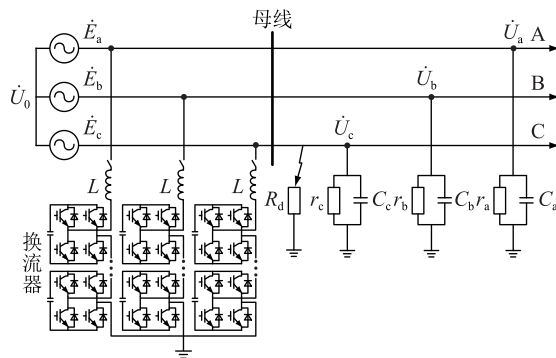 母线
Ėa
U̇a A
Ėb
U̇b B
U̇0
Ėc
U̇c C
L L L
Rd rc Cc rb Cb ra Ca
换流器